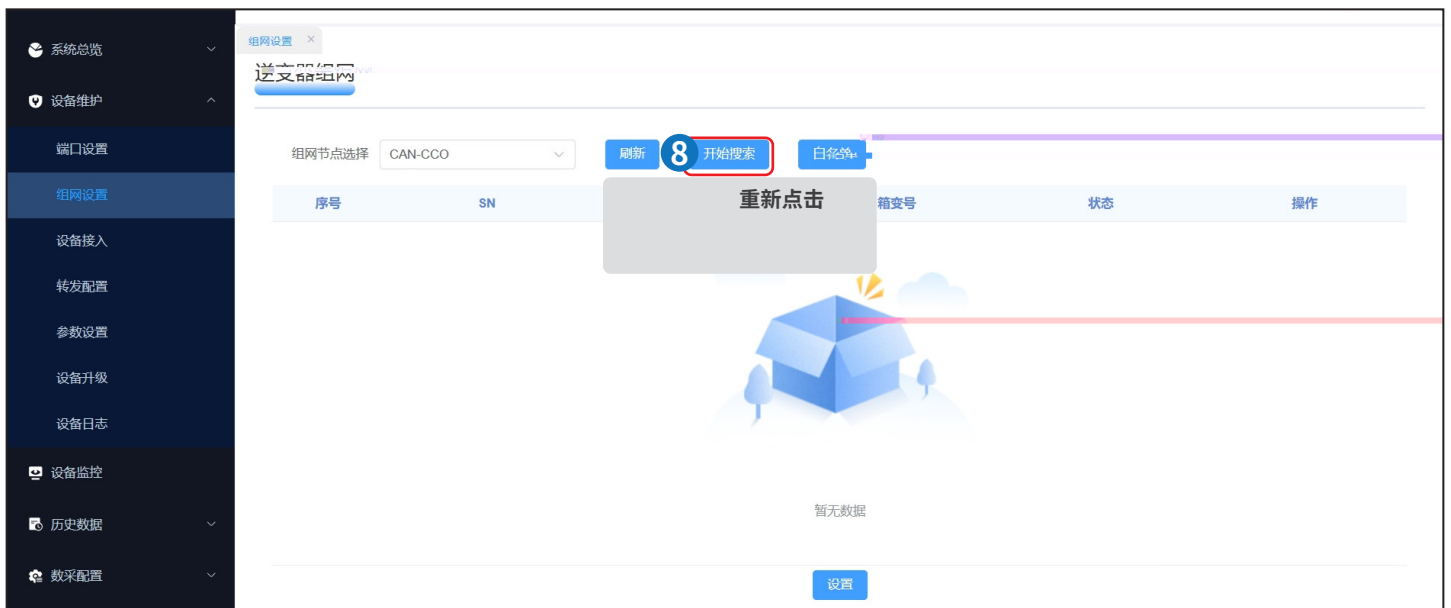 系统总览
设备维护
端口设置
组网设置
设备接入
转发配置
参数设置
设备升级
设备日志
设备监控
历史数据
数采配置
组网设置 ×
逆变器组网
组网节点选择 CAN-CCO 刷新 8 开始搜索 白名单
序号 SN 箱变号 状态 操作
重新点击
暂无数据
设置